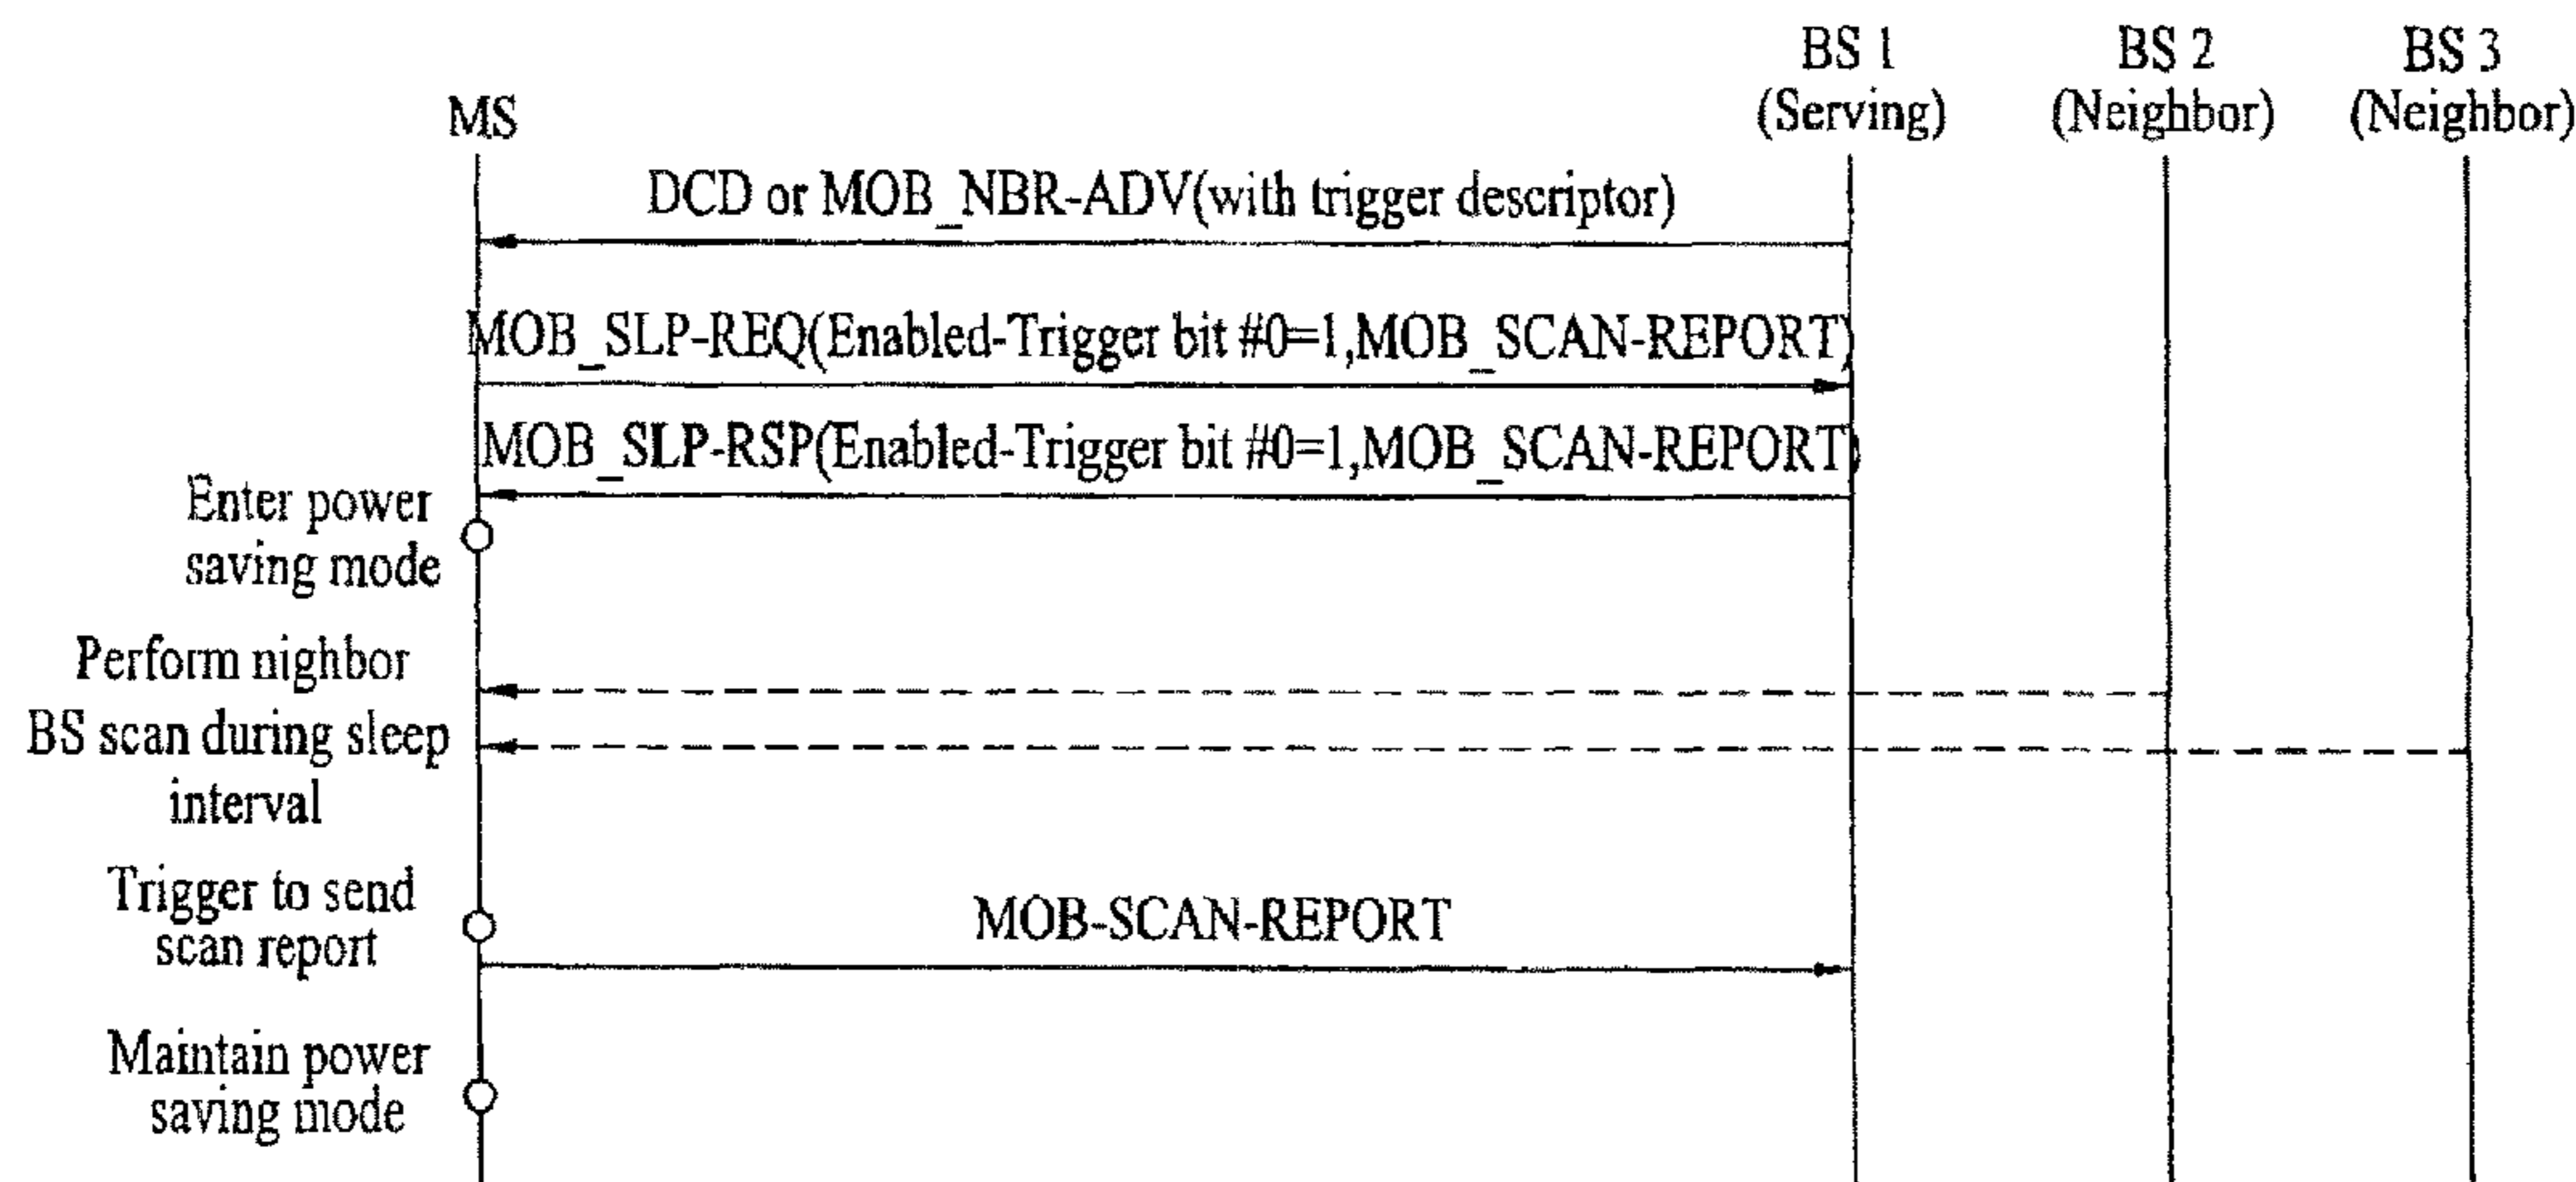 MS
BS 1
(Serving)
BS 2
(Neighbor)
BS 3
(Neighbor)
DCD or MOB_NBR-ADV(with trigger descriptor)
MOB_SLP-REQ(Enabled-Trigger bit #0=1,MOB_SCAN-REPORT)
MOB_SLP-RSP(Enabled-Trigger bit #0=1,MOB_SCAN-REPORT)
Enter power
saving mode
Perform nighbor
BS scan during sleep
interval
Trigger to send
scan report
MOB-SCAN-REPORT
Maintain power
saving mode